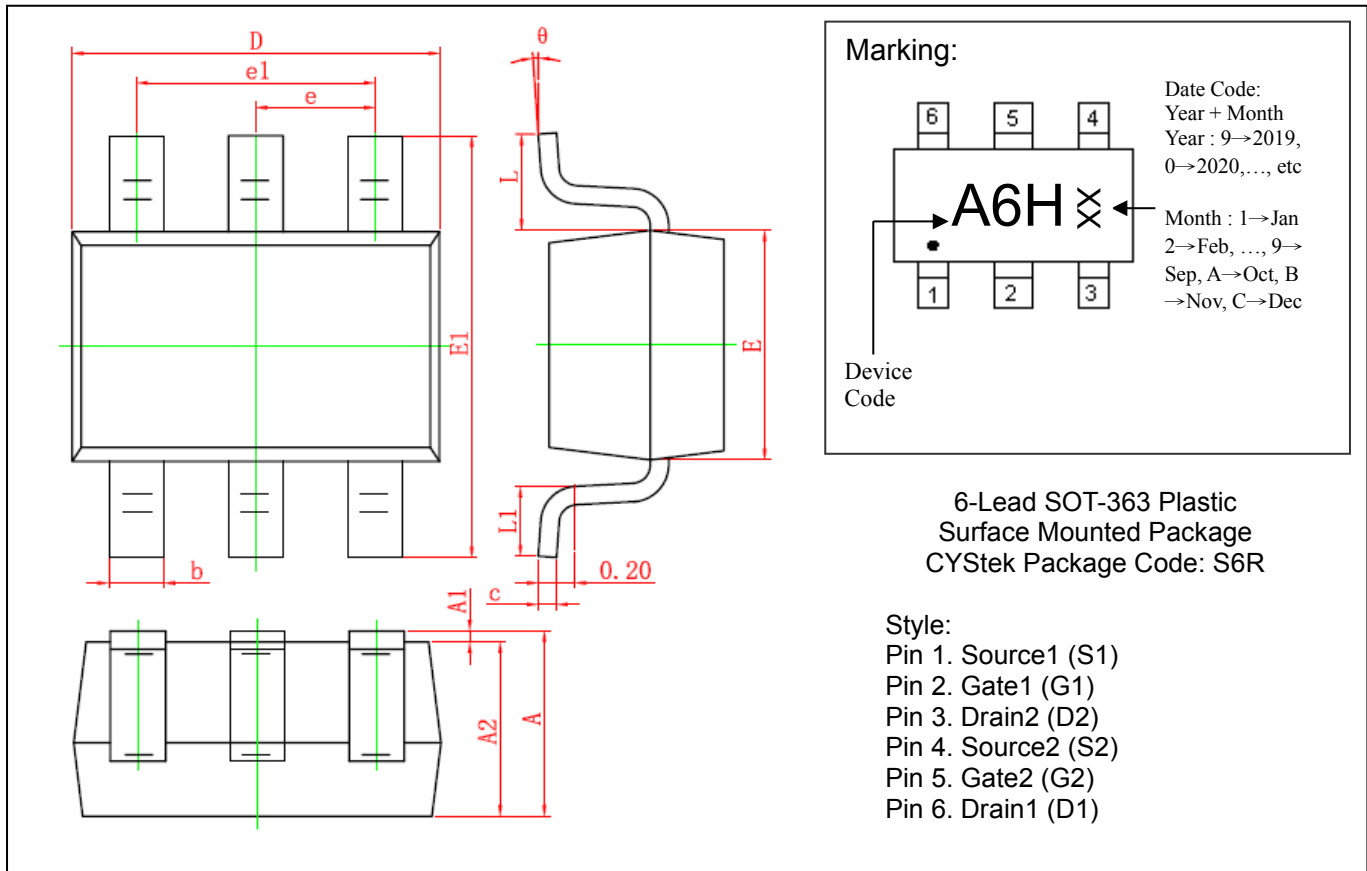 D
e1
e
θ
L
E1
E
L1
b
c
0.20
A1
A2
A
Marking:
6
5
4
A6H XX
1
2
3
Device
Code
Date Code:
Year + Month
Year : 9→2019,
0→2020,…, etc
Month : 1→Jan
2→Feb, …, 9→
Sep, A→Oct, B
→Nov, C→Dec
6-Lead SOT-363 Plastic
Surface Mounted Package
CYStek Package Code: S6R
Style:
Pin 1. Source1 (S1)
Pin 2. Gate1 (G1)
Pin 3. Drain2 (D2)
Pin 4. Source2 (S2)
Pin 5. Gate2 (G2)
Pin 6. Drain1 (D1)